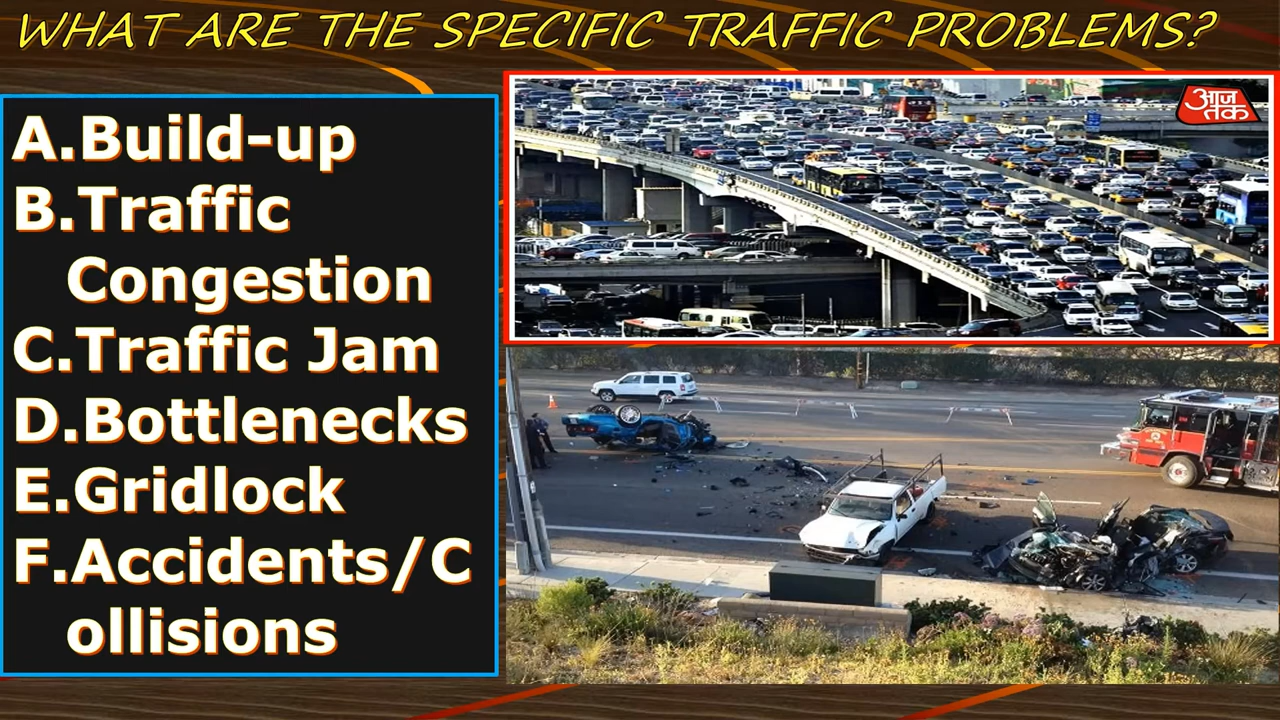 WHAT ARE THE SPECIFIC TRAFFIC PROBLEMS?
A.Build-up
B.Traffic
Congestion
C.Traffic Jam
D.Bottlenecks
E.Gridlock
F.Accidents/C
ollisions
आज
तक